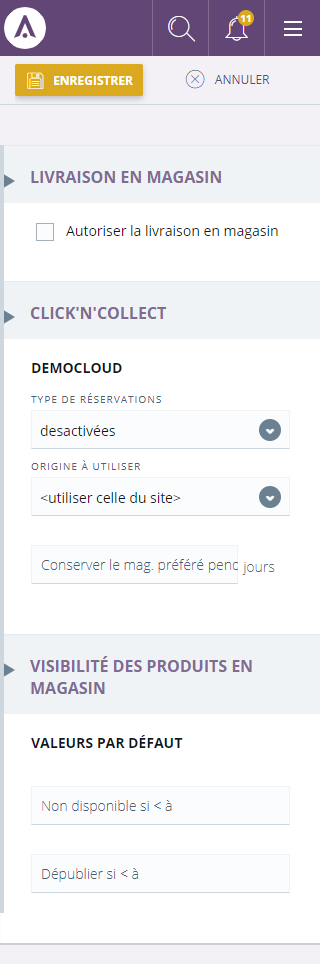 11
ENREGISTRER
ANNULER
LIVRAISON EN MAGASIN
Autoriser la livraison en magasin
CLICK'N'COLLECT
DEMOCLOUD
TYPE DE RÉSERVATIONS
desactivées
ORIGINE À UTILISER
<utiliser celle du site>
Conserver le mag. préféré penc jours
VISIBILITÉ DES PRODUITS EN
MAGASIN
VALEURS PAR DÉFAUT
Non disponible si < à
Dépublier si < à